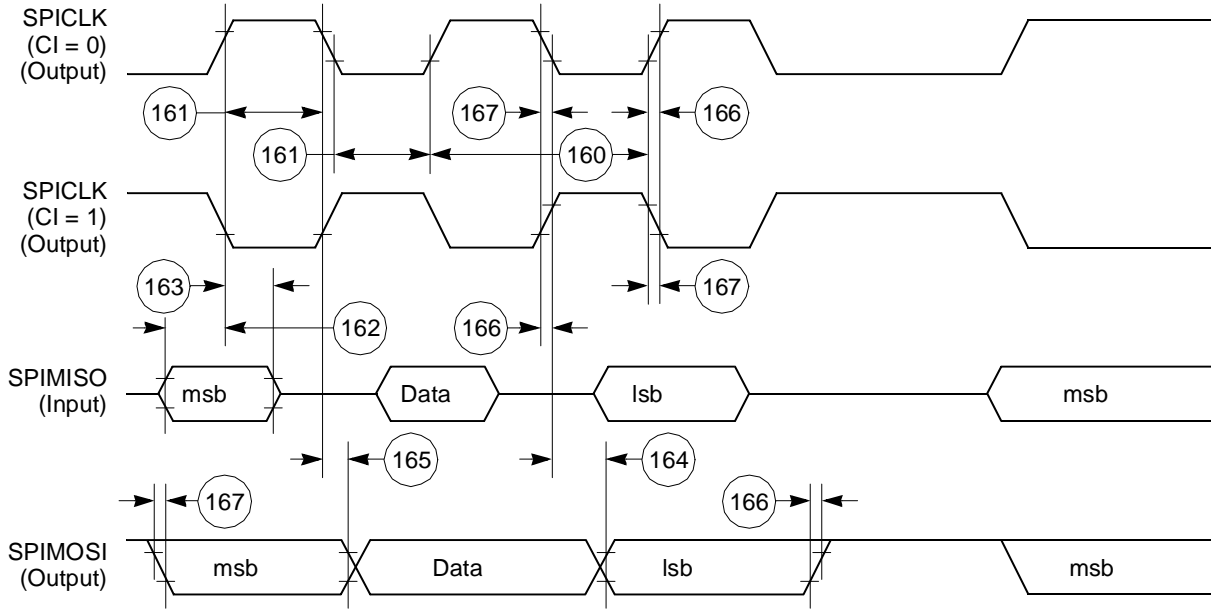 SPICLK
(CI = 0)
(Output)
161
167
166
161
160
SPICLK
(CI = 1)
(Output)
163
167
162
166
SPIMISO
(Input)
msb
Data
lsb
msb
165
164
167
166
SPIMOSI
(Output)
msb
Data
lsb
msb